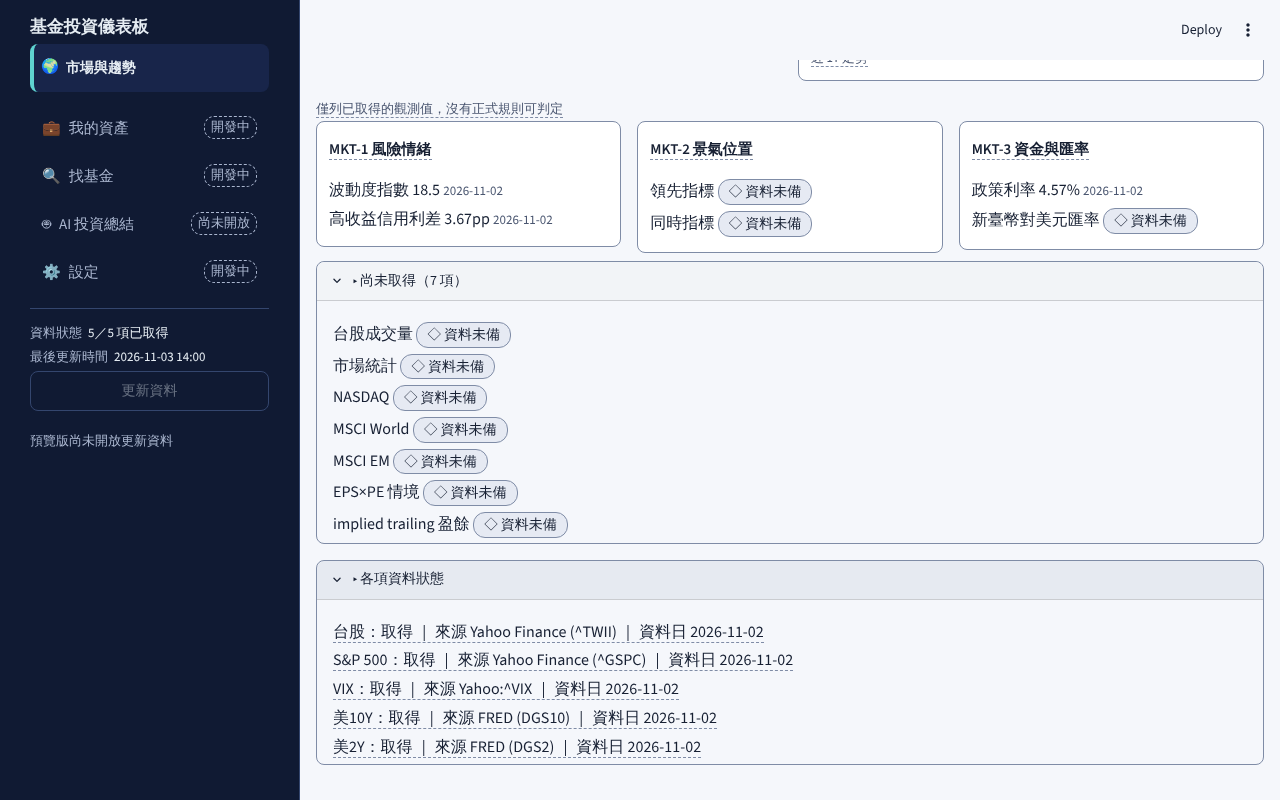 基金投資儀表板
🌍 市場與趨勢
💼 我的資產 開發中
🔍 找基金 開發中
AI 投資總結 尚未開放
⚙️ 設定 開發中
資料狀態 5／5 項已取得
最後更新時間 2026-11-03 14:00
更新資料
預覽版尚未開放更新資料
Deploy
僅列已取得的觀測值，沒有正式規則可判定
MKT-1 風險情緒
波動度指數 18.5 2026-11-02
高收益信用利差 3.67pp 2026-11-02
MKT-2 景氣位置
領先指標 ◇ 資料未備
同時指標 ◇ 資料未備
MKT-3 資金與匯率
政策利率 4.57% 2026-11-02
新臺幣對美元匯率 ◇ 資料未備
‣ 尚未取得（7 項）
台股成交量 ◇ 資料未備
市場統計 ◇ 資料未備
NASDAQ ◇ 資料未備
MSCI World ◇ 資料未備
MSCI EM ◇ 資料未備
EPS×PE 情境 ◇ 資料未備
implied trailing 盈餘 ◇ 資料未備
‣ 各項資料狀態
台股：取得 ｜ 來源 Yahoo Finance (^TWII) ｜ 資料日 2026-11-02
S&P 500：取得 ｜ 來源 Yahoo Finance (^GSPC) ｜ 資料日 2026-11-02
VIX：取得 ｜ 來源 Yahoo:^VIX ｜ 資料日 2026-11-02
美10Y：取得 ｜ 來源 FRED (DGS10) ｜ 資料日 2026-11-02
美2Y：取得 ｜ 來源 FRED (DGS2) ｜ 資料日 2026-11-02